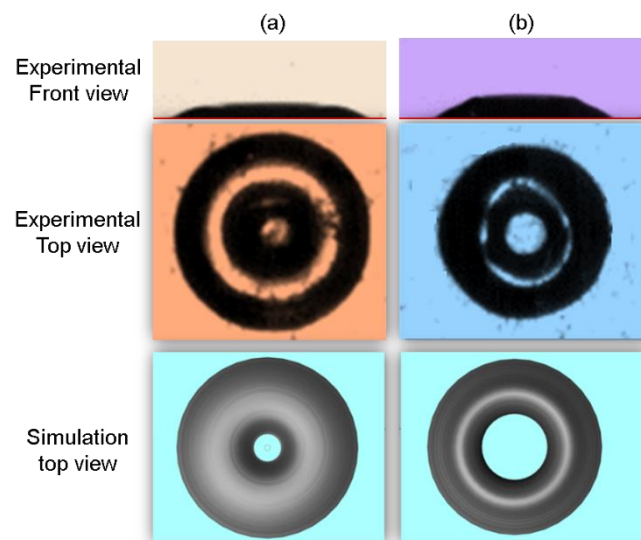 (a) (b)
Experimental
Front view
Experimental
Top view
Simulation
top view